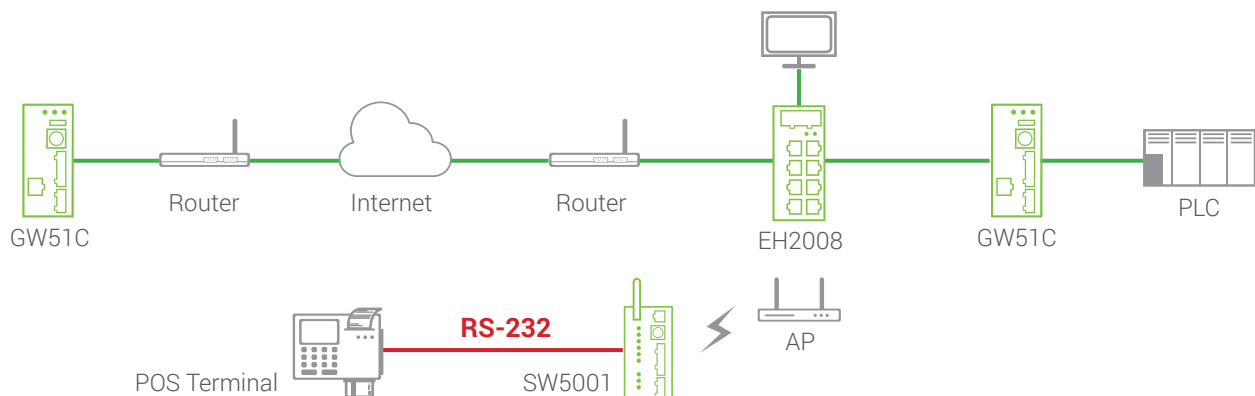 Router
Internet
Router
PLC
GW51C
EH2008
GW51C
RS-232
AP
POS Terminal
SW5001